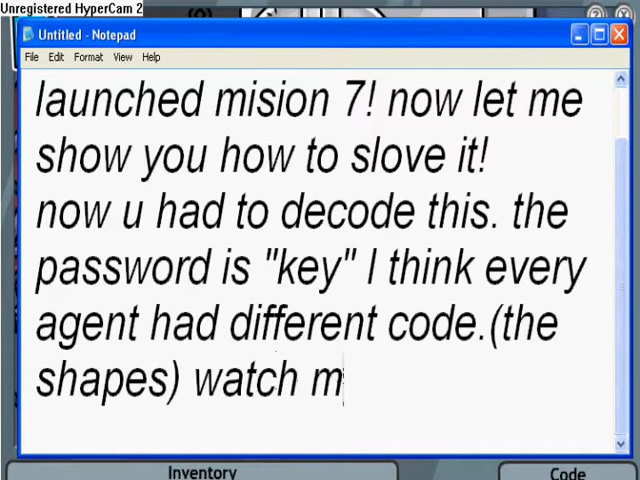 Unregistered HyperCam 2
Untitled - Notepad
File Edit Format View Help
launched mision 7! now let me
show you how to slove it!
now u had to decode this. the
password is "key" I think every
agent had different code.(the
shapes) watch m
Inventory
Code